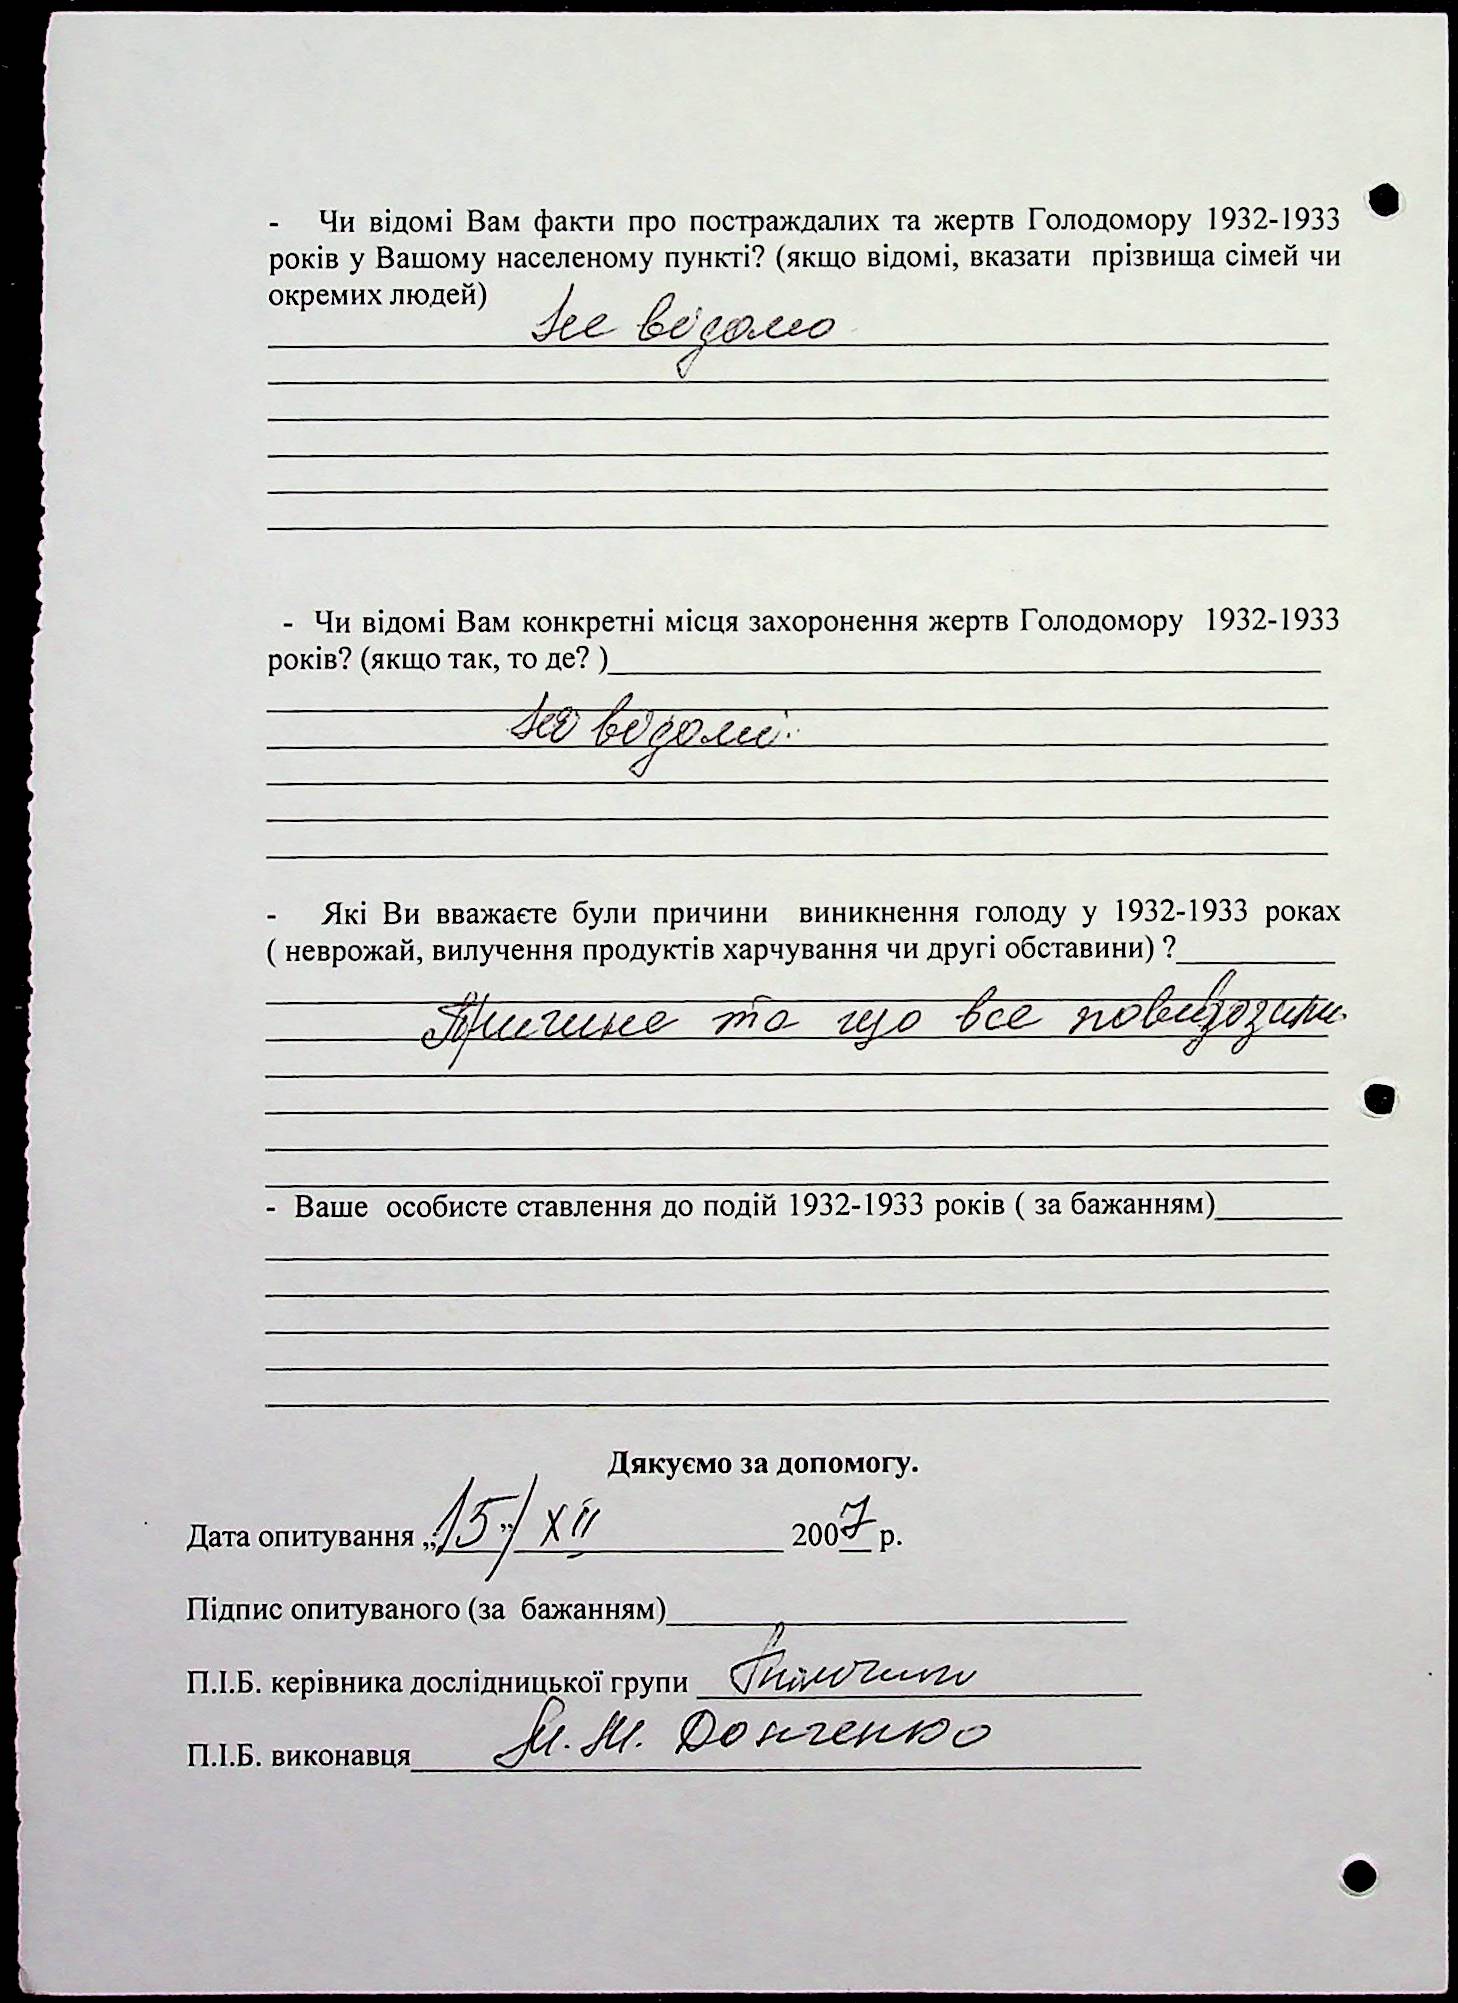 - Чи відомі Вам факти про постраждалих та жертв Голодомору 1932-1933
років у Вашому населеному пункті? (якщо відомі, вказати прізвища сімей чи
окремих людей)
не відомо
- Чи відомі Вам конкретні місця захоронення жертв Голодомору 1932-1933
років? (якщо так, то де? )
не відомі.
- Які Ви вважаєте були причини виникнення голоду у 1932-1933 роках
( неврожай, вилучення продуктів харчування чи другі обставини) ?
Причина та що все
- Ваше особисте ставлення до подій 1932-1933 років ( за бажанням)
Дякуємо за допомогу.
Дата опитування „15” XII 2007 р.
Підпис опитуваного (за бажанням)
П.І.Б. керівника дослідницької групи
П.І.Б. виконавця М. М. Донченко